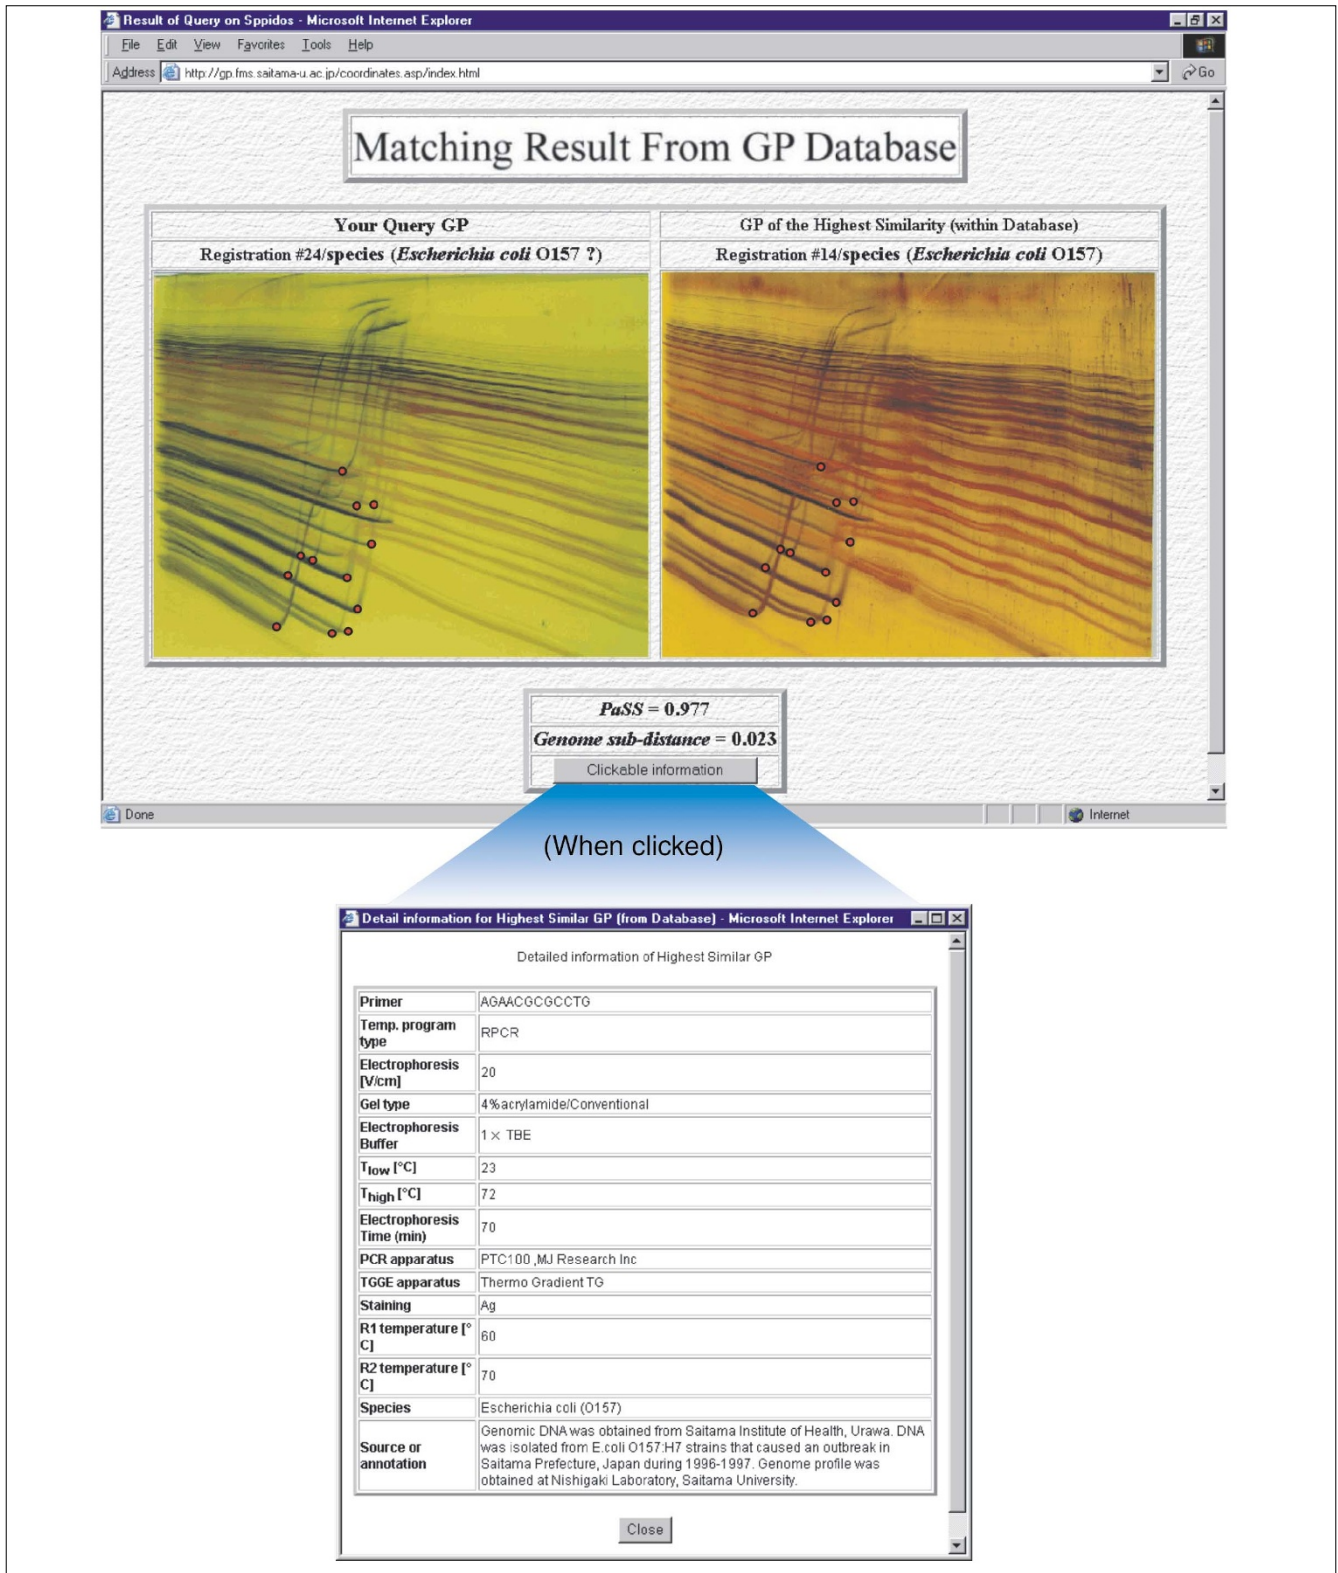 Result of Query on Sppidos - Microsoft Internet Explorer
File Edit View Favorites Tools Help
Address http://gp.fms.saitama-u.ac.jp/coordinates.asp/index.html Go
Matching Result From GP Database
Your Query GP
Registration #24/species (Escherichia coli O157 ?)
GP of the Highest Similarity (within Database)
Registration #14/species (Escherichia coli O157)
PaSS = 0.977
Genome sub-distance = 0.023
Clickable information
Done Internet
(When clicked)
Detail information for Highest Similar GP (from Database) - Microsoft Internet Explorer
Detailed information of Highest Similar GP
Primer AGAACGCGCCTG
Temp. program
type
RPCR
Electrophoresis
[V/cm]
20
Gel type 4%acrylamide/Conventional
Electrophoresis
Buffer
1 × TBE
Tlow [°C] 23
Thigh [°C] 72
Electrophoresis
Time (min)
70
PCR apparatus PTC100 ,MJ Research Inc
TGGE apparatus Thermo Gradient TG
Staining Ag
R1 temperature [°
C]
60
R2 temperature [°
C]
70
Species Escherichia coli (O157)
Source or
annotation
Genomic DNA was obtained from Saitama Institute of Health, Urawa. DNA
was isolated from E.coli O157:H7 strains that caused an outbreak in
Saitama Prefecture, Japan during 1996-1997. Genome profile was
obtained at Nishigaki Laboratory, Saitama University.
Close